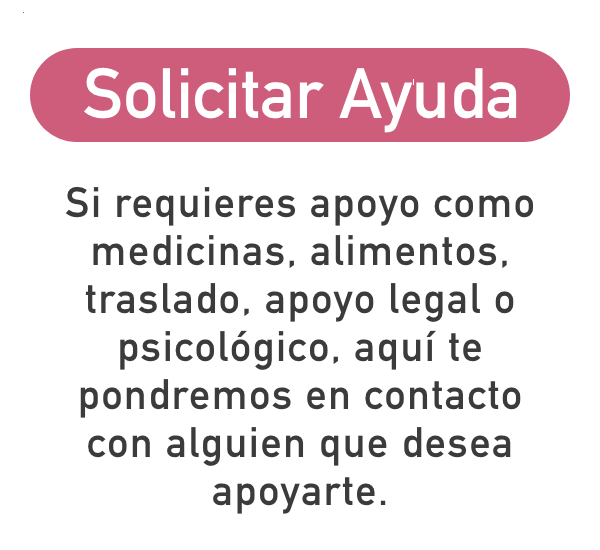 Solicitar Ayuda
Si requieres apoyo como
medicinas, alimentos,
traslado, apoyo legal o
psicológico, aquí te
pondremos en contacto
con alguien que desea
apoyarte.